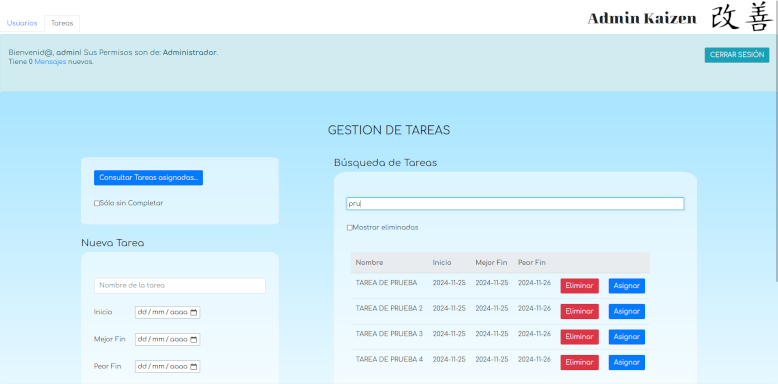 Usuarios Tareas
Admin Kaizen 改善
Bienvenid@, admin! Sus Permisos son de: Administrador.
Tiene 0 Mensajes nuevos.
CERRAR SESIÓN
GESTION DE TAREAS
Consultar Tareas asignadas...
Sólo sin Completar
Nueva Tarea
Nombre de la tarea
Inicio dd/mm/aaaa
Mejor Fin dd/mm/aaaa
Peor Fin dd/mm/aaaa
Búsqueda de Tareas
pru
Mostrar eliminadas
Nombre Inicio Mejor Fin Peor Fin
TAREA DE PRUEBA 2024-11-25 2024-11-25 2024-11-26 Eliminar Asignar
TAREA DE PRUEBA 2 2024-11-25 2024-11-25 2024-11-26 Eliminar Asignar
TAREA DE PRUEBA 3 2024-11-25 2024-11-25 2024-11-26 Eliminar Asignar
TAREA DE PRUEBA 4 2024-11-25 2024-11-25 2024-11-26 Eliminar Asignar